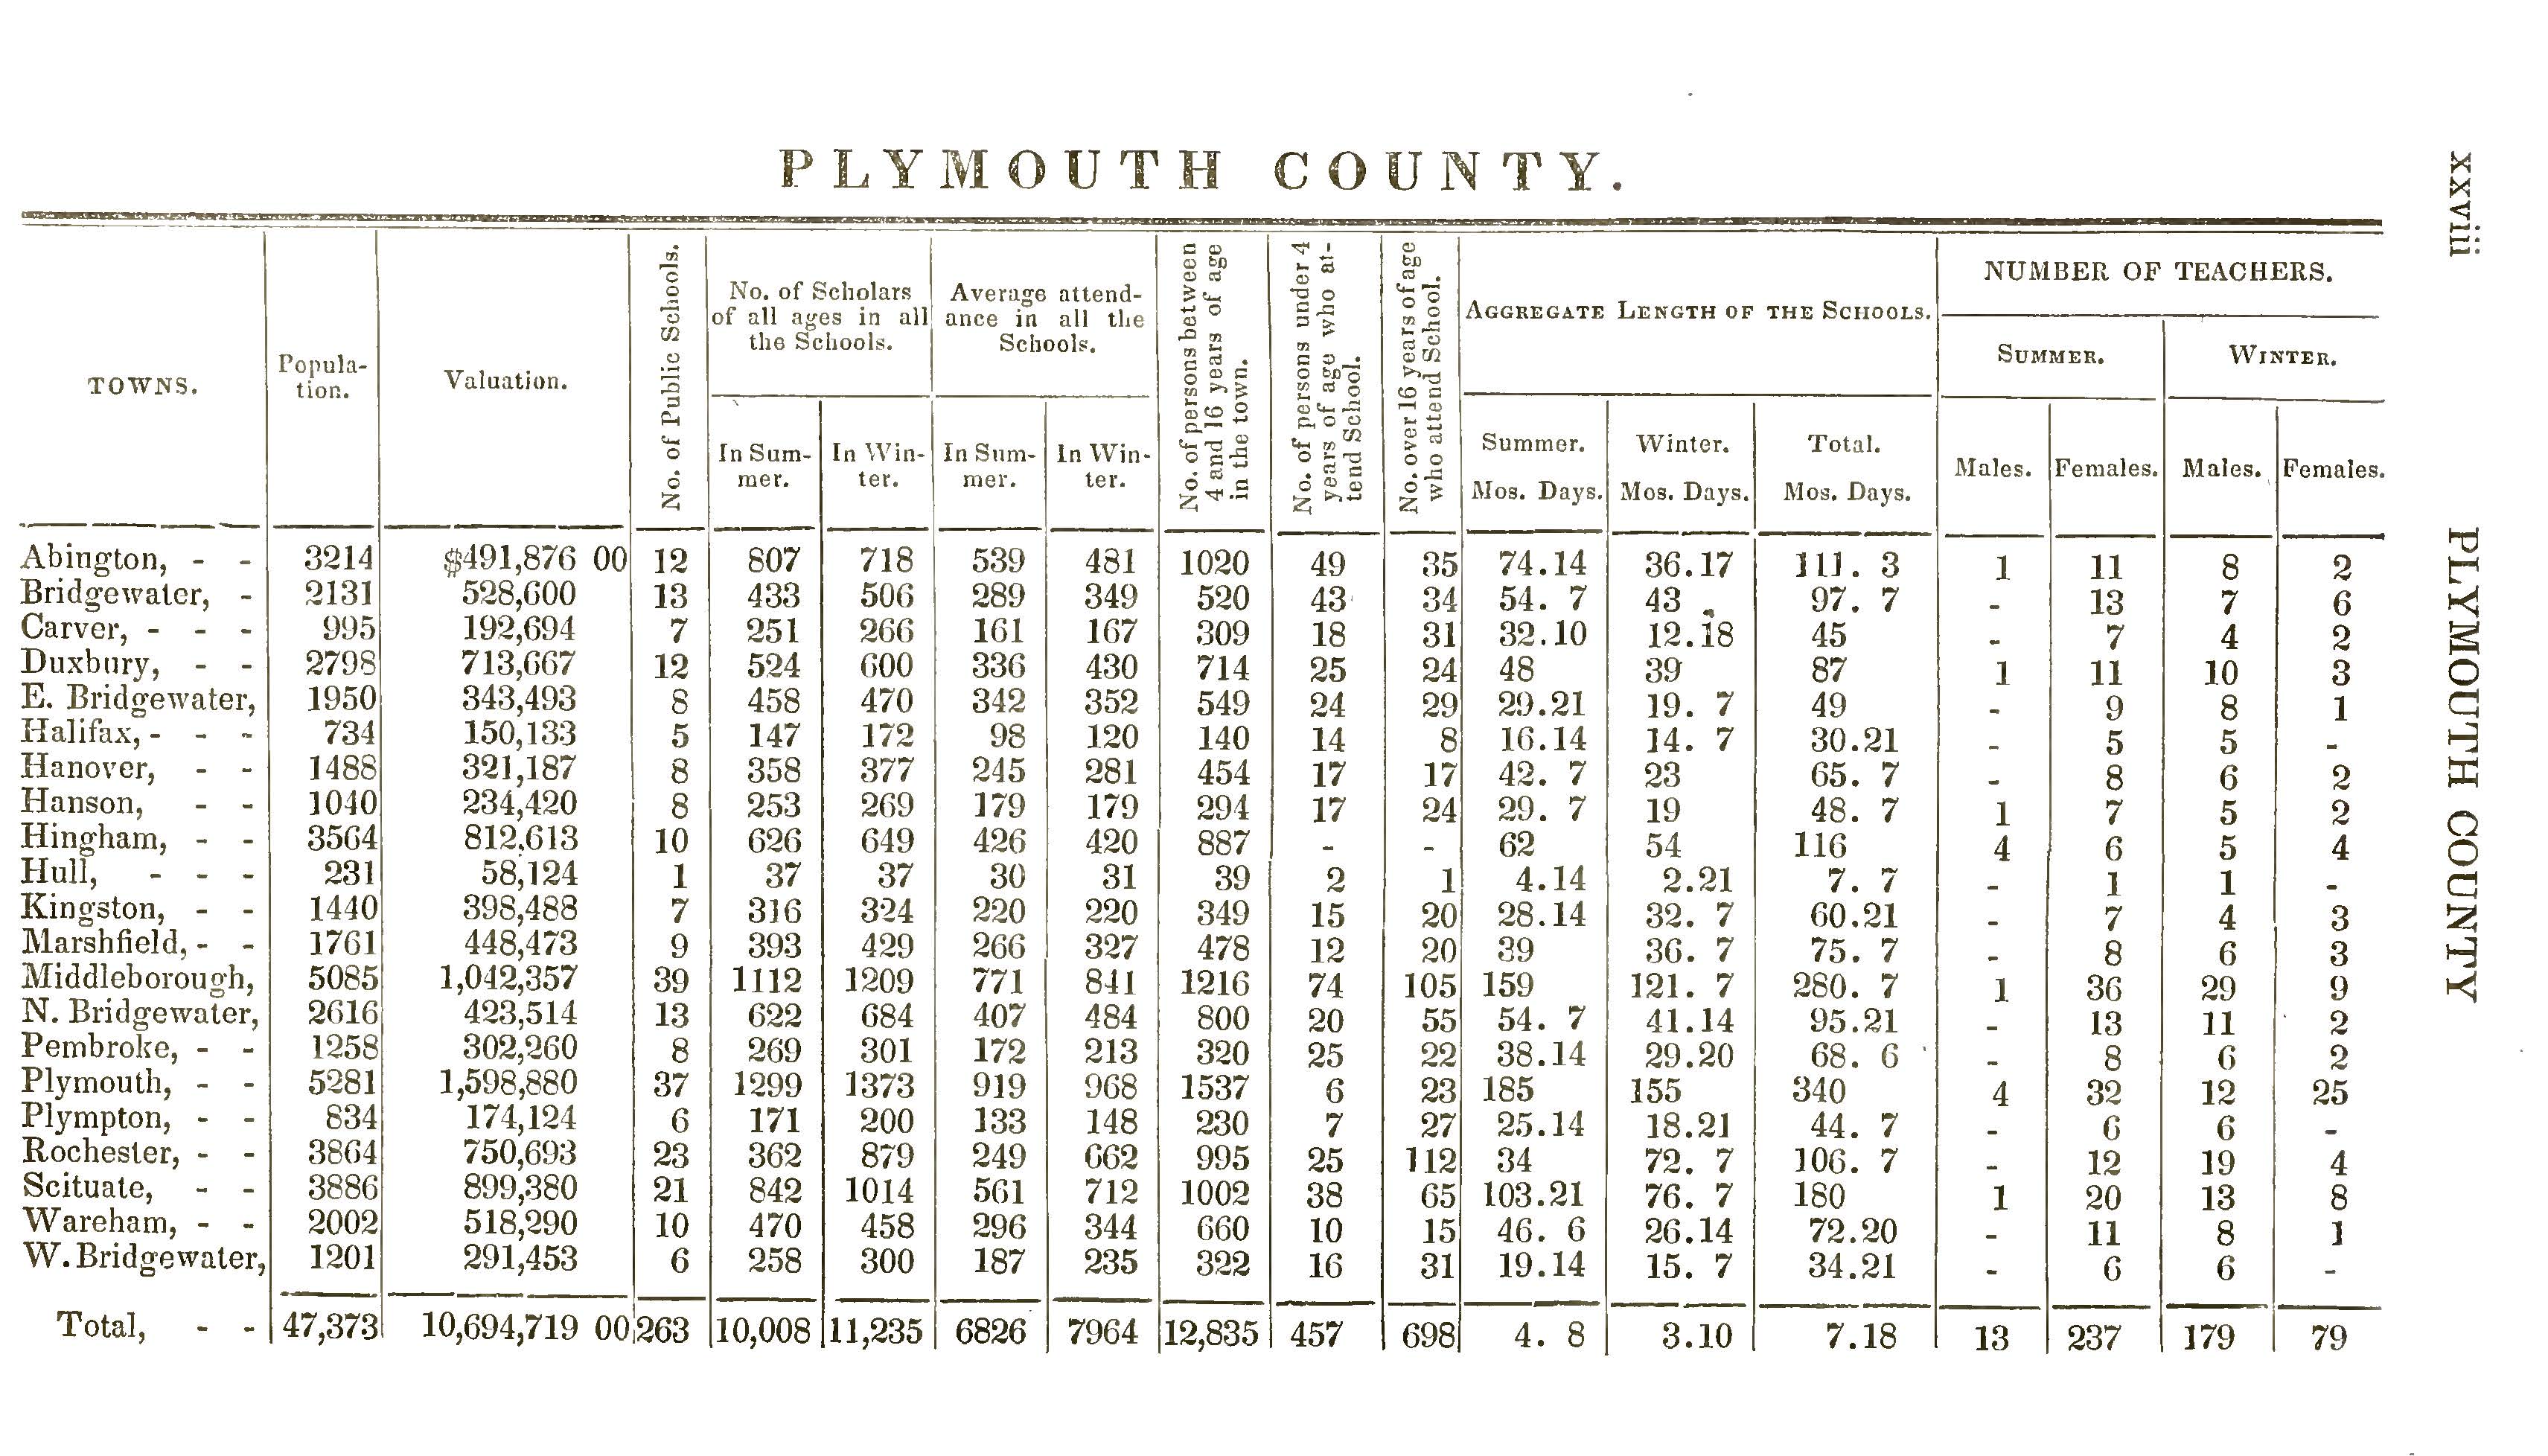 PLYMOUTH COUNTY.
xxviii
PLYMOUTH COUNTY
TOWNS.
Popula-
tion.
Valuation.
No. of Public Schools.
No. of Scholars
of all ages in all
the Schools.
In Sum-
mer.
In Win-
ter.
Average attend-
ance in all the
Schools.
In Sum-
mer.
In Win-
ter.
No. of persons between
4 and 16 years of age
in the town.
No. of persons under 4
years of age who at-
tend School.
No. over 16 years of age
who attend School.
AGGREGATE LENGTH OF THE SCHOOLS.
Summer. Winter. Total.
Mos. Days. Mos. Days. Mos. Days.
NUMBER OF TEACHERS.
SUMMER. WINTER.
Males. Females. Males. Females.
Abington, - - 3214 $491,876 00 12 807 718 539 481 1020 49 35 74.14 36.17 111. 3 1 11 8 2
Bridgewater, - 2131 528,600 13 433 506 289 349 520 43 34 54. 7 43 97. 7 - 13 7 6
Carver, - - - 995 192,694 7 251 266 161 167 309 18 31 32.10 12.18 45 - 7 4 2
Duxbury, - - 2798 713,667 12 524 600 336 430 714 25 24 48 39 87 1 11 10 3
E. Bridgewater, 1950 343,493 8 458 470 342 352 549 24 29 29.21 19. 7 49 - 9 8 1
Halifax, - - - 734 150,133 5 147 172 98 120 140 14 8 16.14 14. 7 30.21 - 5 5 -
Hanover, - - 1488 321,187 8 358 377 245 281 454 17 17 42. 7 23 65. 7 - 8 6 2
Hanson, - - 1040 234,420 8 253 269 179 179 294 17 24 29. 7 19 48. 7 1 7 5 2
Hingham, - - 3564 812,613 10 626 649 426 420 887 - - 62 54 116 4 6 5 4
Hull, - - - 231 58,124 1 37 37 30 31 39 2 1 4.14 2.21 7. 7 - 1 1 -
Kingston, - - 1440 398,488 7 316 324 220 220 349 15 20 28.14 32. 7 60.21 - 7 4 3
Marshfield, - - 1761 448,473 9 393 429 266 327 478 12 20 39 36. 7 75. 7 - 8 6 3
Middleborough, 5085 1,042,357 39 1112 1209 771 841 1216 74 105 159 121. 7 280. 7 1 36 29 9
N. Bridgewater, 2616 423,514 13 622 684 407 484 800 20 55 54. 7 41.14 95.21 - 13 11 2
Pembroke, - - 1258 302,260 8 269 301 172 213 320 25 22 38.14 29.20 68. 6 - 8 6 2
Plymouth, - - 5281 1,598,880 37 1299 1373 919 968 1537 6 23 185 155 340 4 32 12 25
Plympton, - - 834 174,124 6 171 200 133 148 230 7 27 25.14 18.21 44. 7 - 6 6 -
Rochester, - - 3864 750,693 23 362 879 249 662 995 25 112 34 72. 7 106. 7 - 12 19 4
Scituate, - - 3886 899,380 21 842 1014 561 712 1002 38 65 103.21 76. 7 180 1 20 13 8
Wareham, - - 2002 518,290 10 470 458 296 344 660 10 15 46. 6 26.14 72.20 - 11 8 1
W. Bridgewater, 1201 291,453 6 258 300 187 235 322 16 31 19.14 15. 7 34.21 - 6 6 -
Total, - - 47,373 10,694,719 00 263 10,008 11,235 6826 7964 12,835 457 698 4. 8 3.10 7.18 13 237 179 79